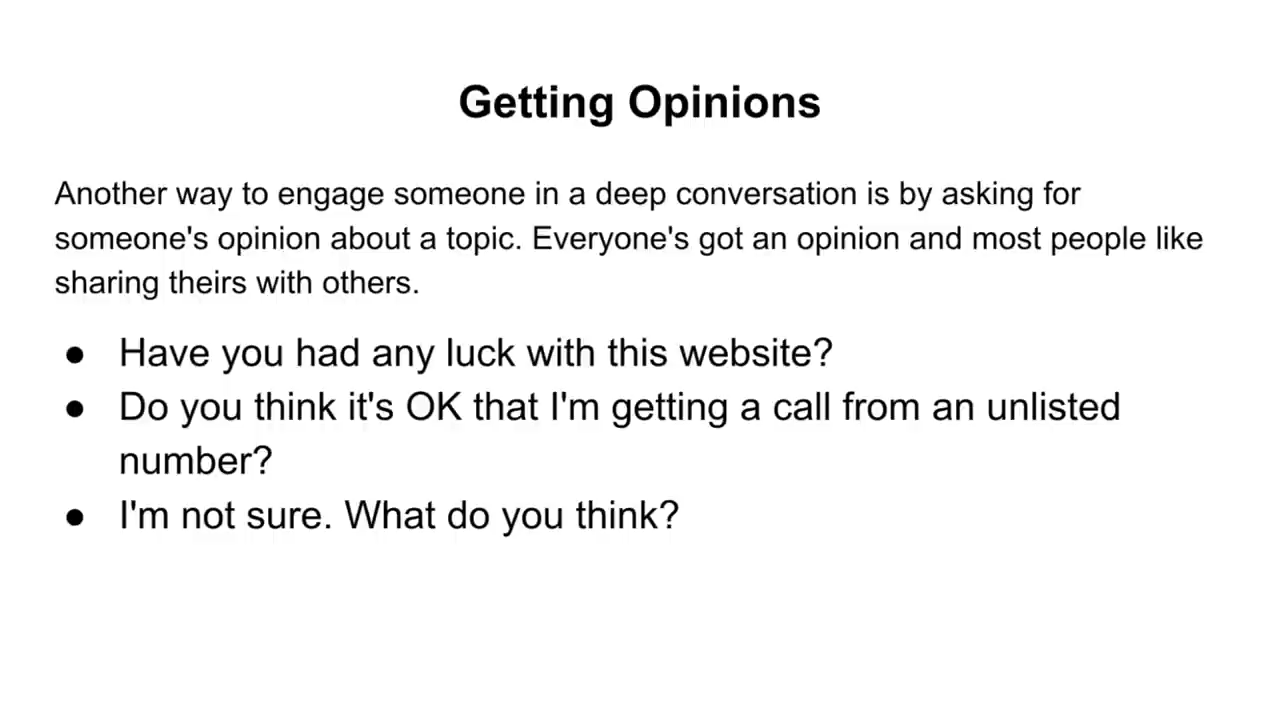 Getting Opinions
Another way to engage someone in a deep conversation is by asking for
someone's opinion about a topic. Everyone's got an opinion and most people like
sharing theirs with others.
● Have you had any luck with this website?
● Do you think it's OK that I'm getting a call from an unlisted
number?
● I'm not sure. What do you think?